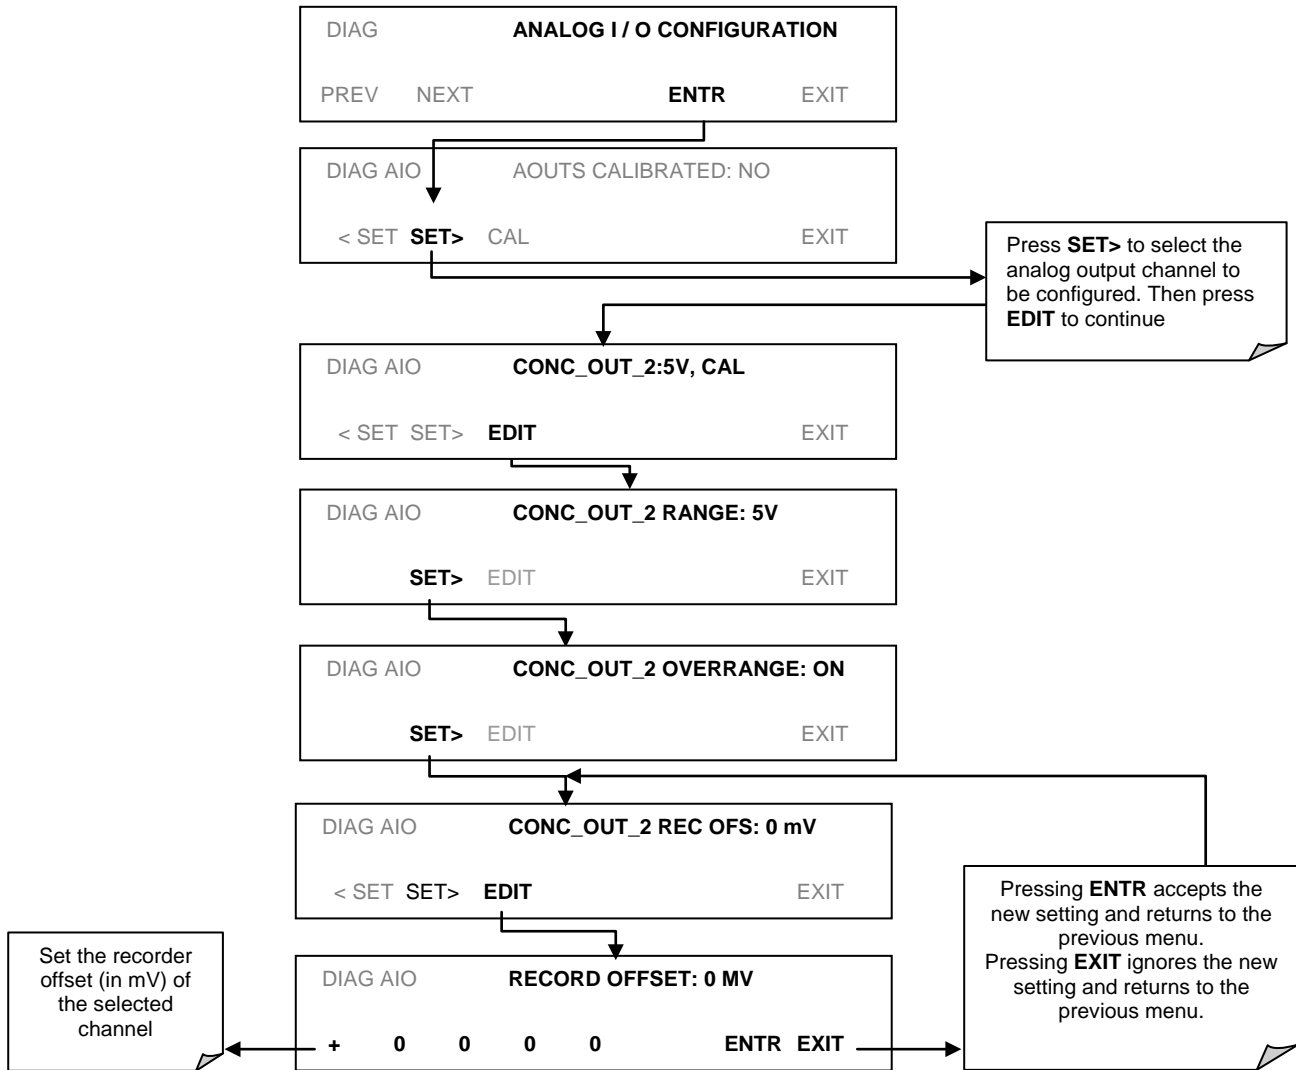 DIAG ANALOG I / O CONFIGURATION
PREV NEXT ENTR EXIT
DIAG AIO AOUTS CALIBRATED: NO
< SET SET> CAL EXIT
Press SET> to select the
analog output channel to
be configured. Then press
EDIT to continue
DIAG AIO CONC_OUT_2:5V, CAL
< SET SET> EDIT EXIT
DIAG AIO CONC_OUT_2 RANGE: 5V
SET> EDIT EXIT
DIAG AIO CONC_OUT_2 OVERRANGE: ON
SET> EDIT EXIT
DIAG AIO CONC_OUT_2 REC OFS: 0 mV
< SET SET> EDIT EXIT
Pressing ENTR accepts the
new setting and returns to the
previous menu.
Pressing EXIT ignores the new
setting and returns to the
previous menu.
Set the recorder
offset (in mV) of
the selected
channel
DIAG AIO RECORD OFFSET: 0 MV
+ 0 0 0 0 ENTR EXIT